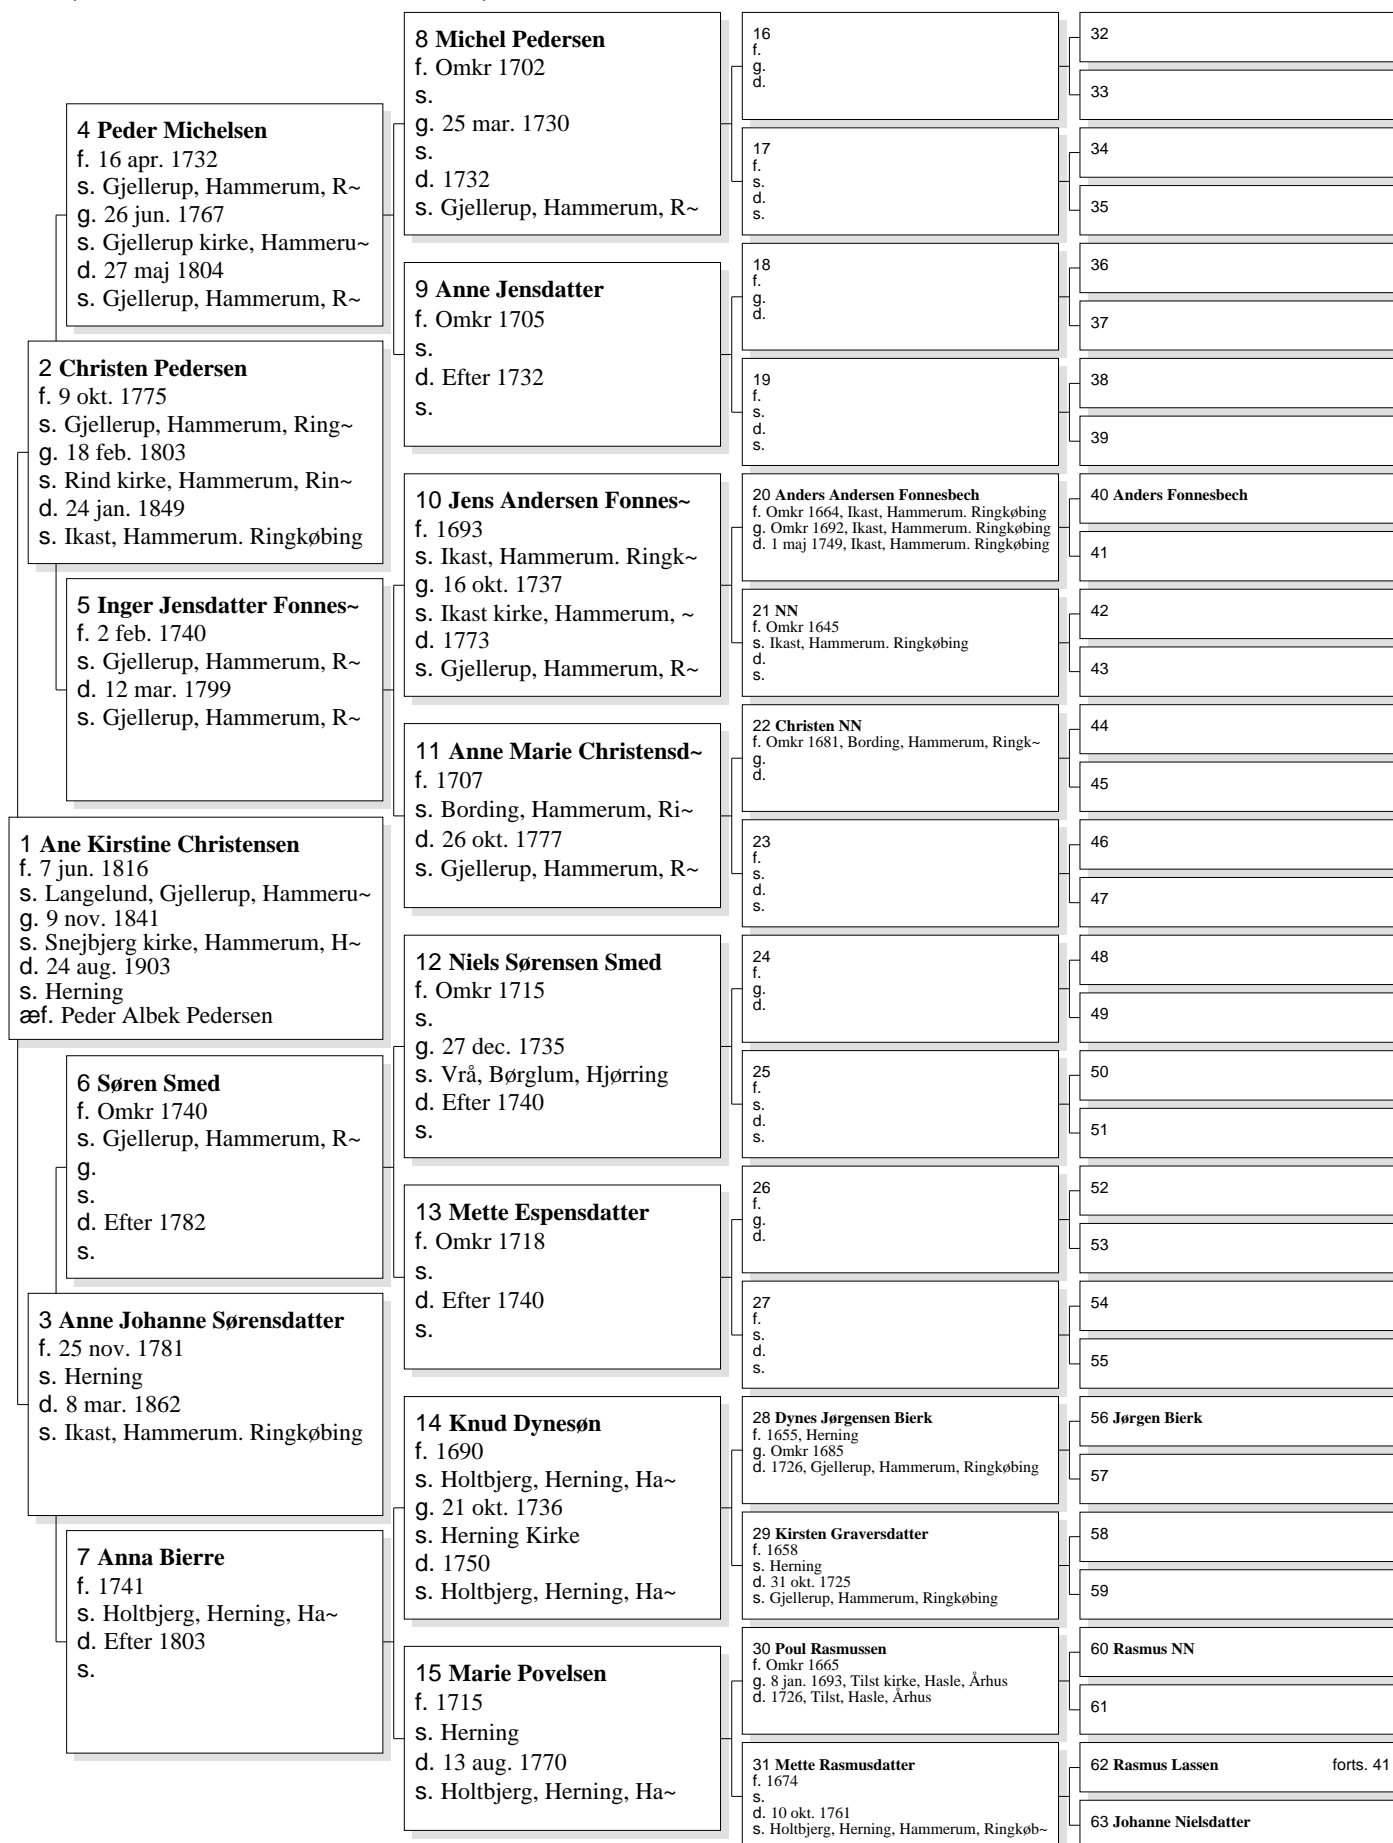 8 Michel Pedersen
f. Omkr 1702
s.
g. 25 mar. 1730
s.
d. 1732
s. Gjellerup, Hammerum, R~
4 Peder Michelsen
f. 16 apr. 1732
s. Gjellerup, Hammerum, R~
g. 26 jun. 1767
s. Gjellerup kirke, Hammeru~
d. 27 maj 1804
s. Gjellerup, Hammerum, R~
9 Anne Jensdatter
f. Omkr 1705
s.
d. Efter 1732
s.
2 Christen Pedersen
f. 9 okt. 1775
s. Gjellerup, Hammerum, Ring~
g. 18 feb. 1803
s. Rind kirke, Hammerum, Rin~
d. 24 jan. 1849
s. Ikast, Hammerum. Ringkøbing
10 Jens Andersen Fonnes~
f. 1693
s. Ikast, Hammerum. Ringk~
g. 16 okt. 1737
s. Ikast kirke, Hammerum, ~
d. 1773
s. Gjellerup, Hammerum, R~
5 Inger Jensdatter Fonnes~
f. 2 feb. 1740
s. Gjellerup, Hammerum, R~
d. 12 mar. 1799
s. Gjellerup, Hammerum, R~
11 Anne Marie Christensd~
f. 1707
s. Bording, Hammerum, Ri~
d. 26 okt. 1777
s. Gjellerup, Hammerum, R~
1 Ane Kirstine Christensen
f. 7 jun. 1816
s. Langelund, Gjellerup, Hammeru~
g. 9 nov. 1841
s. Snejbjerg kirke, Hammerum, H~
d. 24 aug. 1903
s. Herning
æf. Peder Albek Pedersen
12 Niels Sørensen Smed
f. Omkr 1715
s.
g. 27 dec. 1735
s. Vrå, Børglum, Hjørring
d. Efter 1740
s.
6 Søren Smed
f. Omkr 1740
s. Gjellerup, Hammerum, R~
g.
s.
d. Efter 1782
s.
13 Mette Espensdatter
f. Omkr 1718
s.
d. Efter 1740
s.
3 Anne Johanne Sørensdatter
f. 25 nov. 1781
s. Herning
d. 8 mar. 1862
s. Ikast, Hammerum. Ringkøbing
14 Knud Dynesøn
f. 1690
s. Holtbjerg, Herning, Ha~
g. 21 okt. 1736
s. Herning Kirke
d. 1750
s. Holtbjerg, Herning, Ha~
7 Anna Bierre
f. 1741
s. Holtbjerg, Herning, Ha~
d. Efter 1803
s.
15 Marie Povelsen
f. 1715
s. Herning
d. 13 aug. 1770
s. Holtbjerg, Herning, Ha~
16
f.
g.
d.
17
f.
s.
d.
s.
18
f.
g.
d.
19
f.
s.
d.
s.
20 Anders Andersen Fonnesbech
f. Omkr 1664, Ikast, Hammerum. Ringkøbing
g. Omkr 1692, Ikast, Hammerum. Ringkøbing
d. 1 maj 1749, Ikast, Hammerum. Ringkøbing
21 NN
f. Omkr 1645
s. Ikast, Hammerum. Ringkøbing
d.
s.
22 Christen NN
f. Omkr 1681, Bording, Hammerum, Ringk~
g.
d.
23
f.
s.
d.
s.
24
f.
g.
d.
25
f.
s.
d.
s.
26
f.
g.
d.
27
f.
s.
d.
s.
28 Dynes Jørgensen Bierk
f. 1655, Herning
g. Omkr 1685
d. 1726, Gjellerup, Hammerum, Ringkøbing
29 Kirsten Graversdatter
f. 1658
s. Herning
d. 31 okt. 1725
s. Gjellerup, Hammerum, Ringkøbing
30 Poul Rasmussen
f. Omkr 1665
g. 8 jan. 1693, Tilst kirke, Hasle, Århus
d. 1726, Tilst, Hasle, Århus
31 Mette Rasmusdatter
f. 1674
s.
d. 10 okt. 1761
s. Holtbjerg, Herning, Hammerum, Ringkøb~
32
33
34
35
36
37
38
39
40 Anders Fonnesbech
41
42
43
44
45
46
47
48
49
50
51
52
53
54
55
56 Jørgen Bierk
57
58
59
60 Rasmus NN
61
62 Rasmus Lassen forts. 41
63 Johanne Nielsdatter